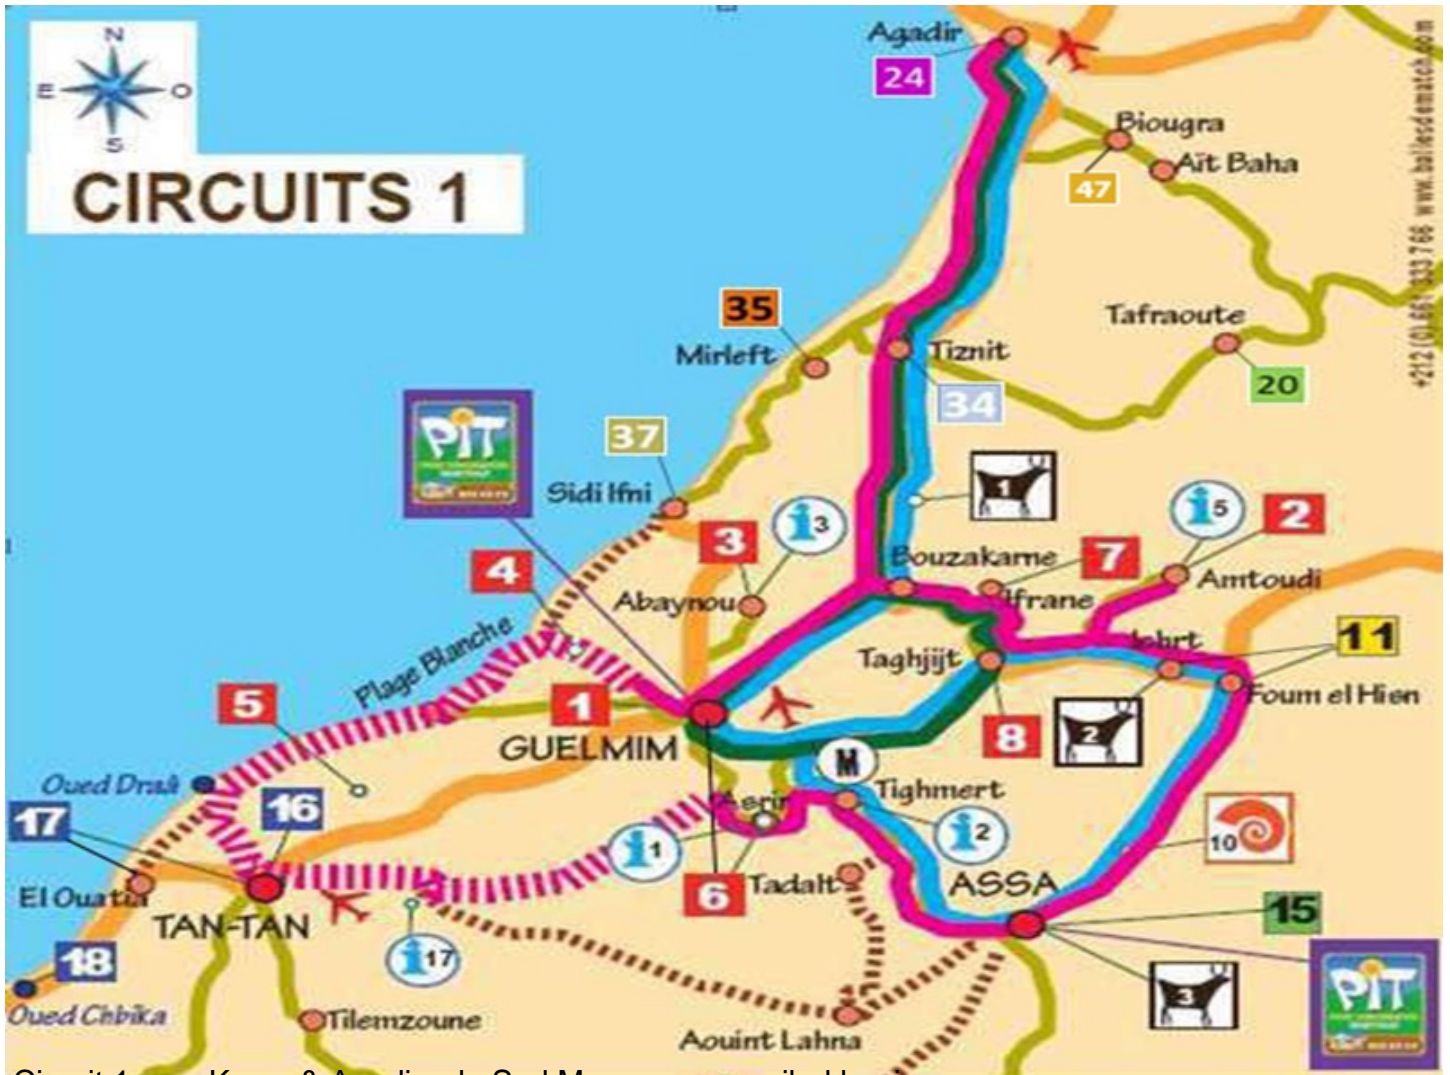 N
E O
S
CIRCUITS 1
Agadir
24
Biougra
Aït Baha
47
35
Mirleft
Tiznit
Tafraoute
34
20
PIT
37
Sidi Ifni
1
5
2
3
3
4
Bouzakarne
7
Ifrane
Amtoudi
Abaynou
Plage Blanche
Taghjijt
Icht
11
Foum el Hisn
5
1
GUELMIM
8
2
M
Oued Draâ
Tighmert
17
16
Asrir
1
2
10
El Ouatia
TAN-TAN
6
Tadalt
ASSA
15
18
17
Oued Chbika
Tilemzoune
Aouint Lahna
3
PIT